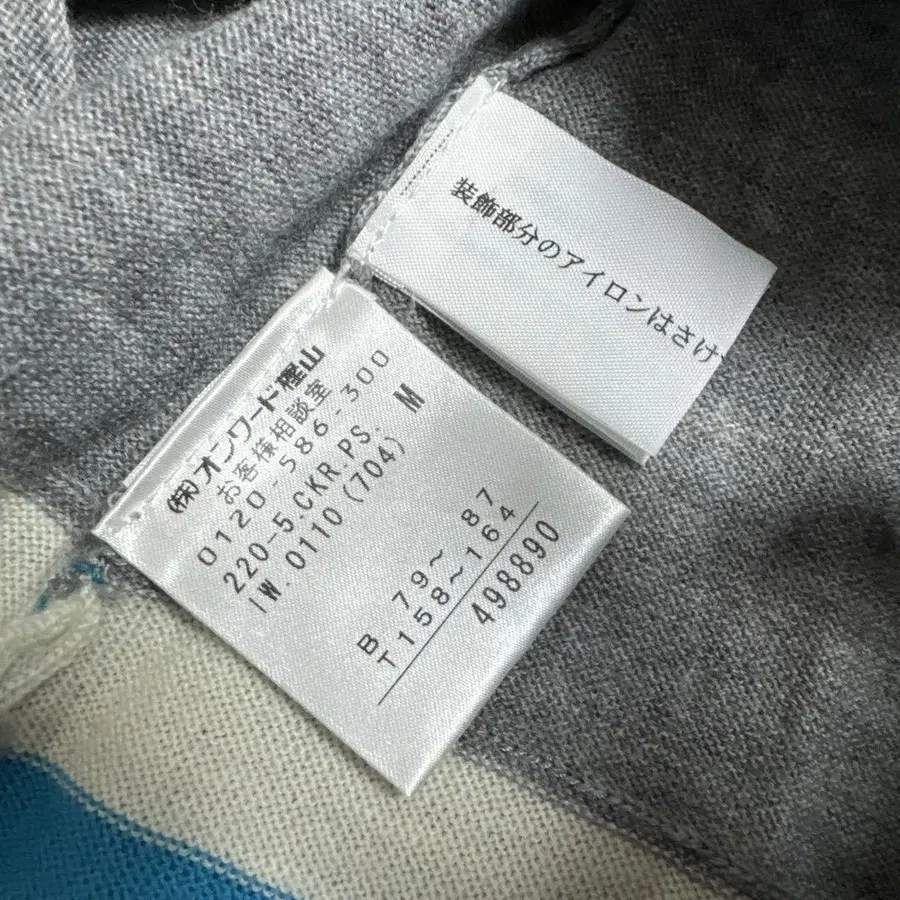 装飾部分のアイロンはさけ
㈱オンワード樫山
お客様相談室
0120-586-300
220-5.CKR.PS. M
IW.0110(704)
B 79～ 87
T158～164
498890